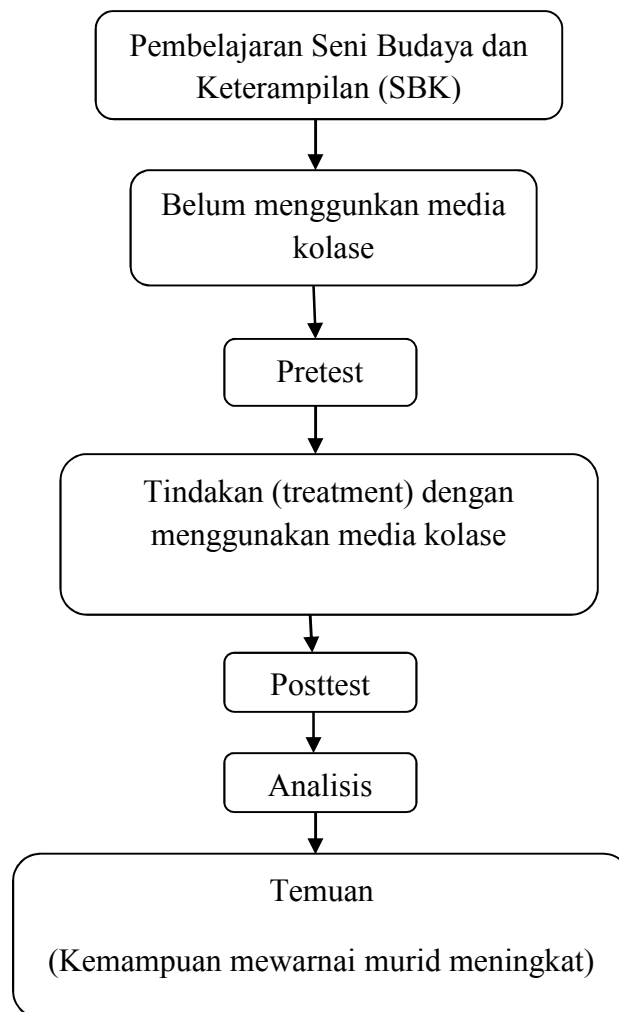 Pembelajaran Seni Budaya dan
Keterampilan (SBK)
Belum menggunkan media
kolase
Pretest
Tindakan (treatment) dengan
menggunakan media kolase
Posttest
Analisis
Temuan
(Kemampuan mewarnai murid meningkat)